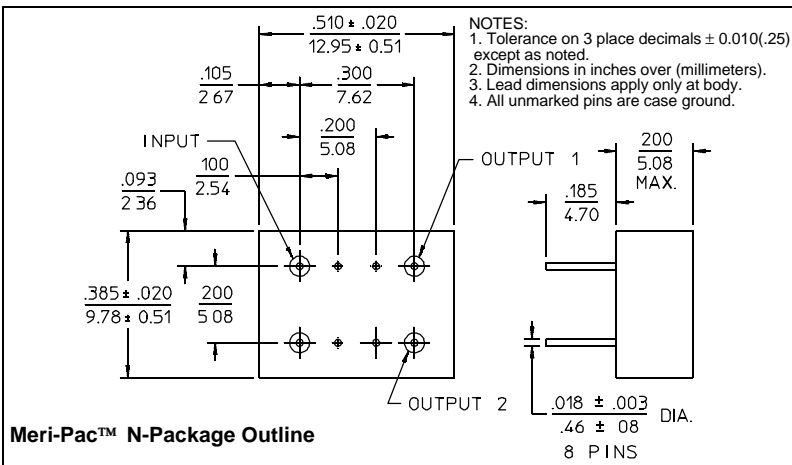 .510 ± .020
12.95 ± 0.51
NOTES:
1. Tolerance on 3 place decimals ± 0.010(.25)
except as noted.
2. Dimensions in inches over (millimeters).
3. Lead dimensions apply only at body.
4. All unmarked pins are case ground.
.105
2 67
.300
7.62
INPUT
.200
5.08
OUTPUT 1
200
5.08
MAX.
100
2.54
.093
2 36
.185
4.70
.385 ± .020
9.78 ± 0.51
200
5 08
OUTPUT 2
.018 ± .003
.46 ± 08
DIA.
8 PINS
Meri-Pac™ N-Package Outline